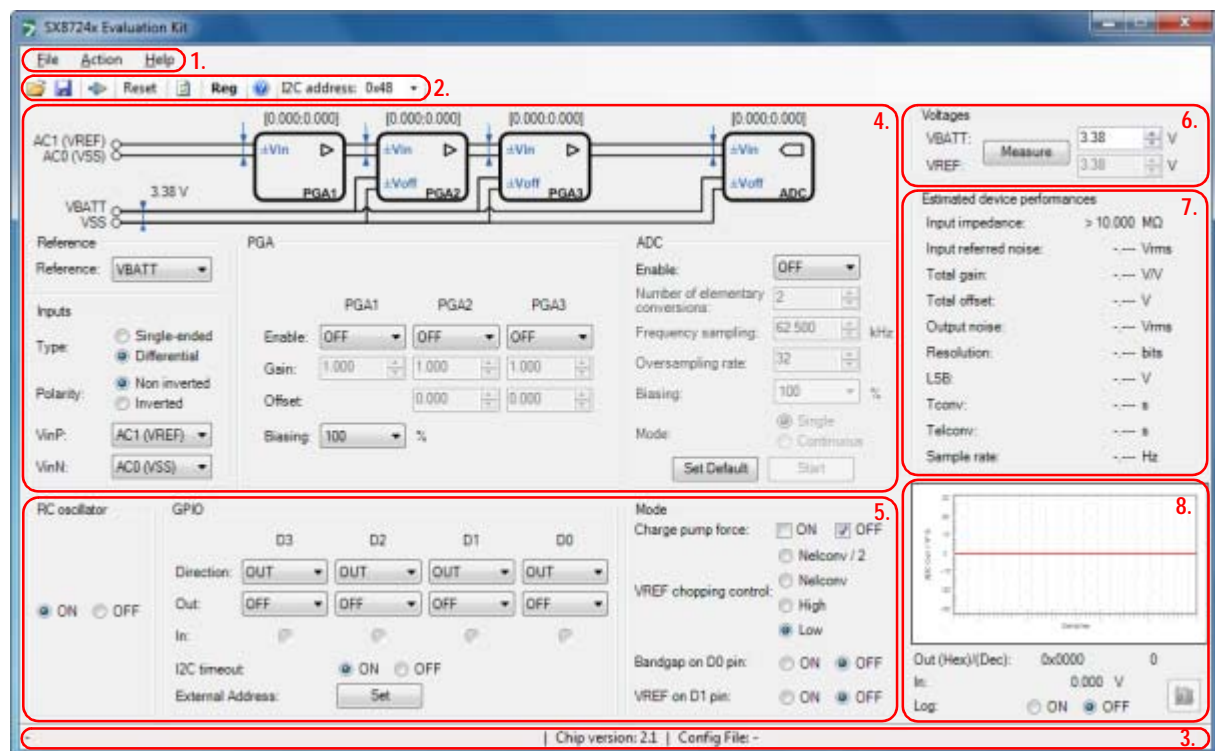 SX8724x Evaluation Kit
File Action Help 1.
Reset Reg I2C address: 0x48 2.
[0.000:0.000] [0.000:0.000] [0.000:0.000] [0.000:0.000] 4.
AC1 (VREF)
AC0 (VSS)
±Vin ±Vin ±Vin ±Vin
±Voff ±Voff ±Voff
PGA1 PGA2 PGA3 ADC
3.38 V
VBATT
VSS
Reference
Reference: VBATT
Inputs
Type: Single-ended
Differential
Polarity: Non inverted
Inverted
VinP: AC1 (VREF)
VinN: AC0 (VSS)
PGA
PGA1 PGA2 PGA3
Enable: OFF OFF OFF
Gain: 1.000 1.000 1.000
Offset: 0.000 0.000
Biasing: 100 %
ADC
Enable: OFF
Number of elementary conversions: 2
Frequency sampling: 62.500 kHz
Oversampling rate: 32
Biasing: 100 %
Mode: Single
Continuous
Set Default Start
RC oscillator
ON OFF
GPIO
D3 D2 D1 D0
Direction: OUT OUT OUT OUT
Out: OFF OFF OFF OFF
In:
I2C timeout: ON OFF
External Address: Set
Mode 5.
Charge pump force: ON OFF
VREF chopping control: Nelconv / 2
Nelconv
High
Low
Bandgap on D0 pin: ON OFF
VREF on D1 pin: ON OFF
Voltages 6.
VBATT: Measure 3.38 V
VREF: 3.38 V
Estimated device performances 7.
Input impedance: > 10.000 MΩ
Input referred noise: -.--- Vrms
Total gain: -.--- V/V
Total offset: -.--- V
Output noise: -.--- Vrms
Resolution: -.--- bits
LSB: -.--- V
Tconv: -.--- s
Telconv: -.--- s
Sample rate: -.--- Hz
8.
Out (Hex)/(Dec): 0x0000 0
In: 0.000 V
Log: ON OFF
- | Chip version: 2.1 | Config File: - 3.